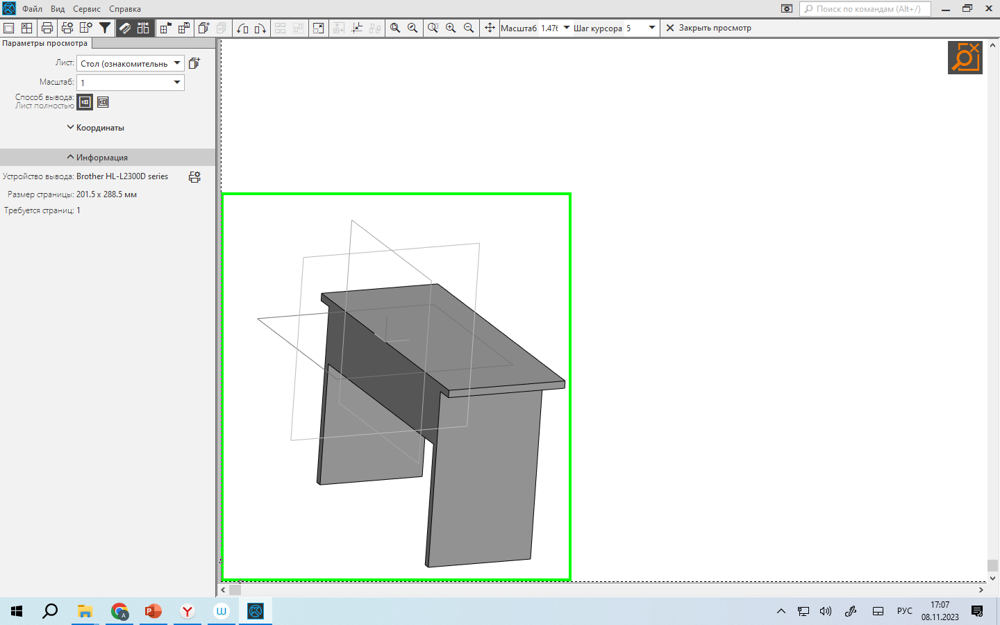 Файл Вид Сервис Справка
Поиск по командам (Alt+/)
Масштаб 1.476 Шаг курсора 5 Закрыть просмотр
Параметры просмотра
Лист: Стол (ознакомительнь
Масштаб: 1
Способ вывода:
Лист полностью
Координаты
Информация
Устройство вывода: Brother HL-L2300D series
Размер страницы: 201.5 x 288.5 мм
Требуется страниц: 1
РУС
17:07
08.11.2023